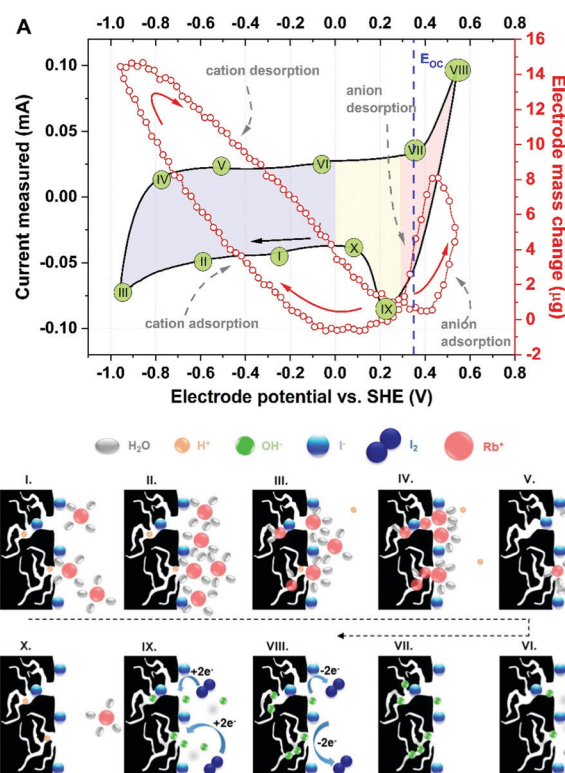 A
-1.0 -0.8 -0.6 -0.4 -0.2 0.0 0.2 0.4 0.6 0.8
0.10
0.05
0.00
-0.05
-0.10
Current measured (mA)
16
14
12
10
8
6
4
2
0
-2
Electrode mass change (µg)
cation desorption
anion
desorption
E_OC
VIII
VII
VI
V
IV
III
II
I
X
IX
cation adsorption
anion
adsorption
-1.0 -0.8 -0.6 -0.4 -0.2 0.0 0.2 0.4 0.6 0.8
Electrode potential vs. SHE (V)
H₂O H⁺ OH⁻ I⁻ I₂ Rb⁺
I. II. III. IV. V.
X. IX. VIII. VII. VI.
+2e⁻ -2e⁻
+2e⁻ -2e⁻